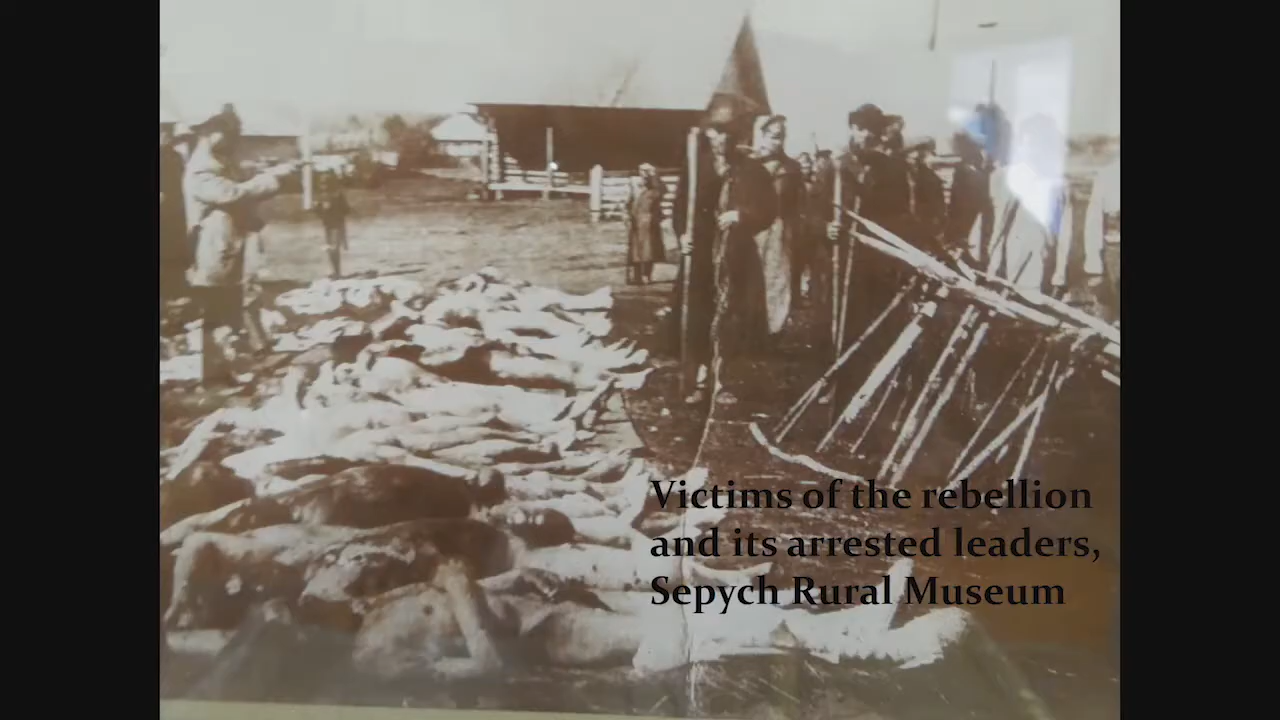 Victims of the rebellion
and its arrested leaders,
Sepych Rural Museum